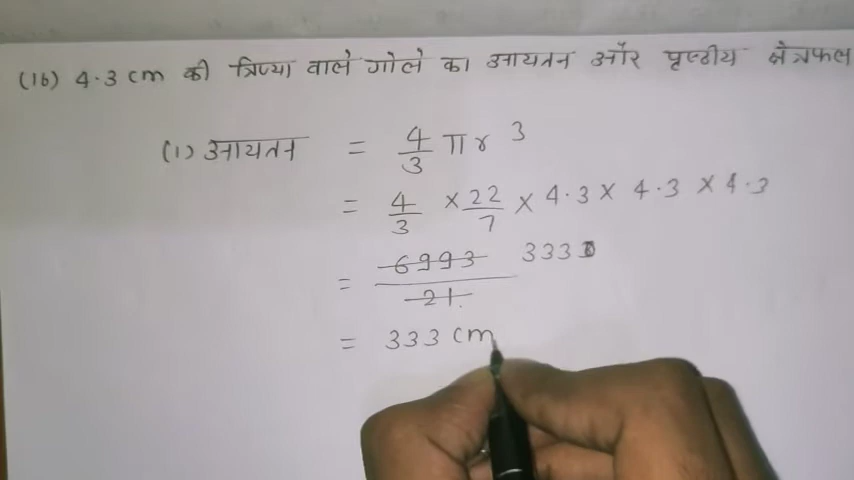 (16) 4.3 cm की त्रिज्या वाले गोले का आयतन और पृष्ठीय क्षेत्रफल
(1) आयतन = 4/3 π r³
= 4/3 × 22/7 × 4.3 × 4.3 × 4.3
= 6993/21 333
= 333 cm